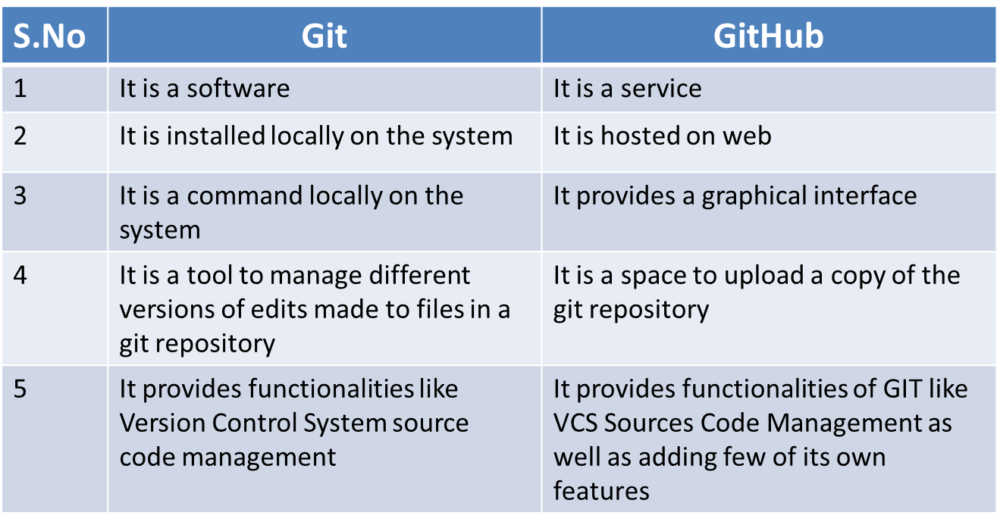 S.No Git GitHub
1 It is a software It is a service
2 It is installed locally on the system It is hosted on web
3 It is a command locally on the
system
It provides a graphical interface
4 It is a tool to manage different
versions of edits made to files in a
git repository
It is a space to upload a copy of the
git repository
5 It provides functionalities like
Version Control System source
code management
It provides functionalities of GIT like
VCS Sources Code Management as
well as adding few of its own
features